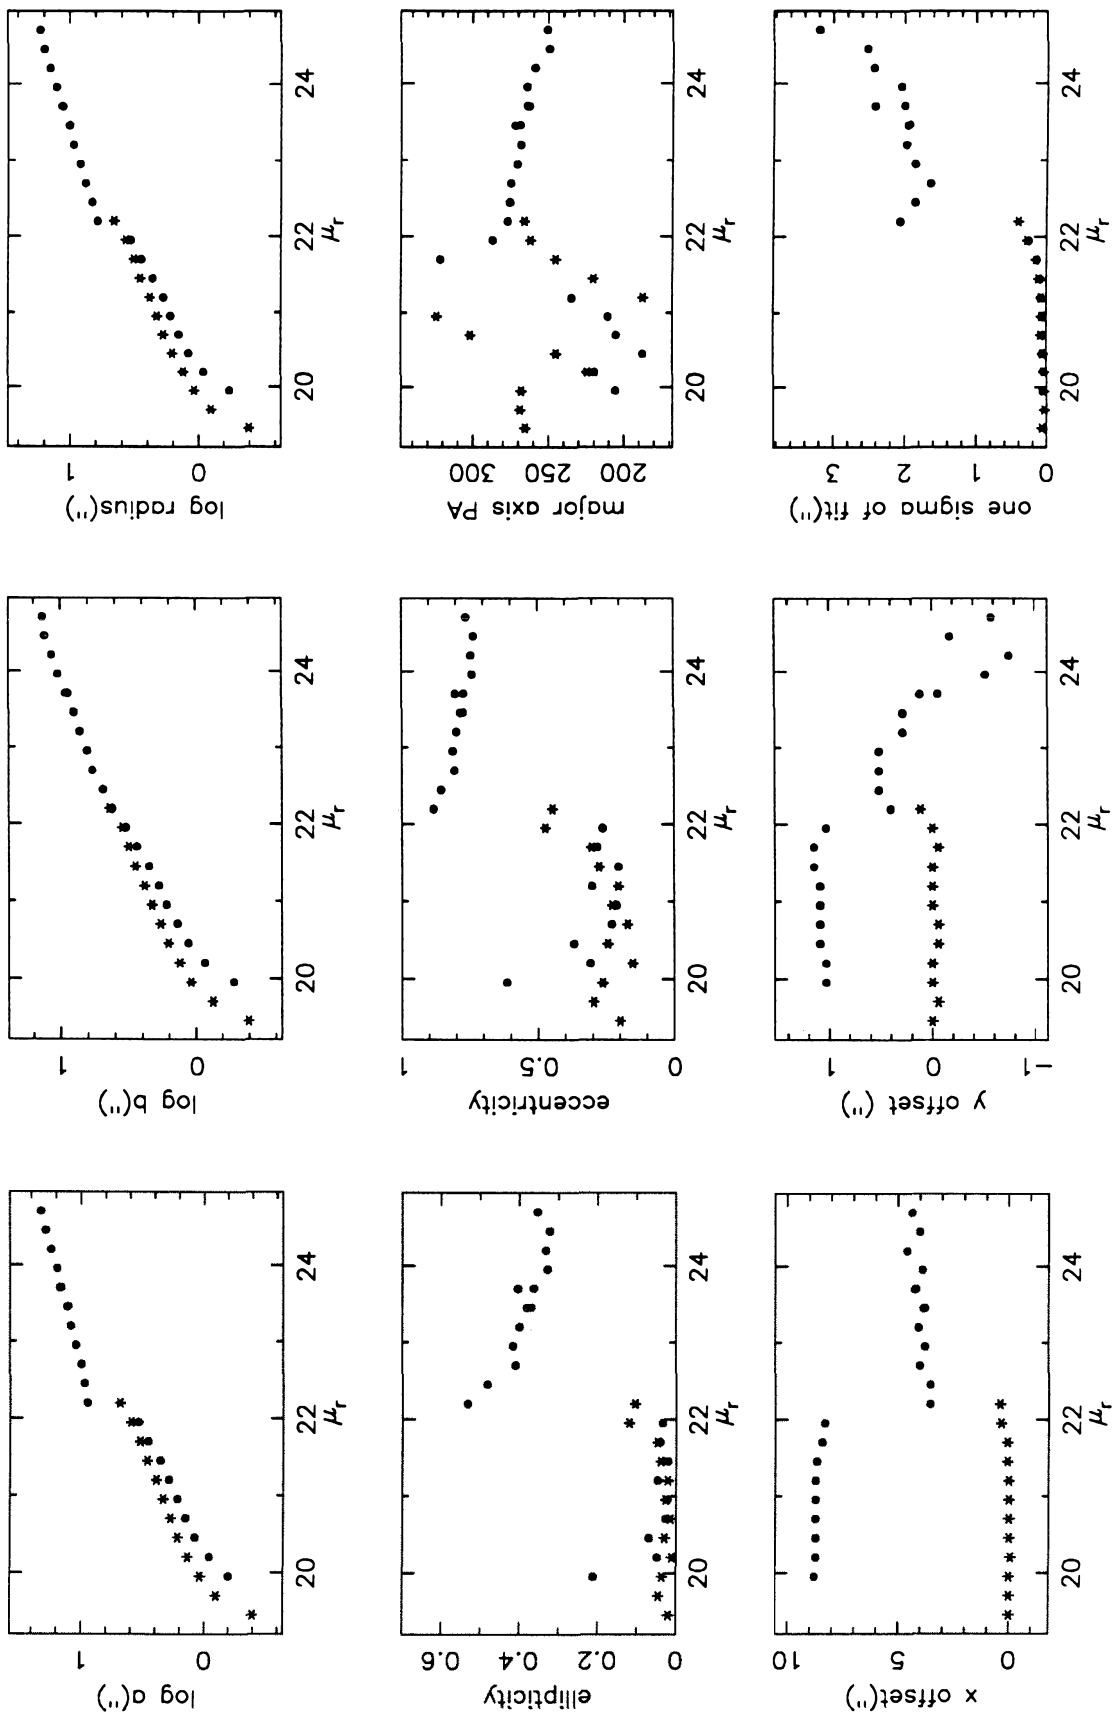 log a(")
1
0
20
22
24
μr
log b(")
1
0
20
22
24
μr
log radius(")
1
0
20
22
24
μr
ellipticity
0.6
0.4
0.2
0
20
22
24
μr
eccentricity
1
0.5
0
20
22
24
μr
major axis PA
300
250
200
20
22
24
μr
x offset(")
10
5
0
20
22
24
μr
y offset (")
1
0
−1
20
22
24
μr
one sigma of fit(")
3
2
1
0
20
22
24
μr